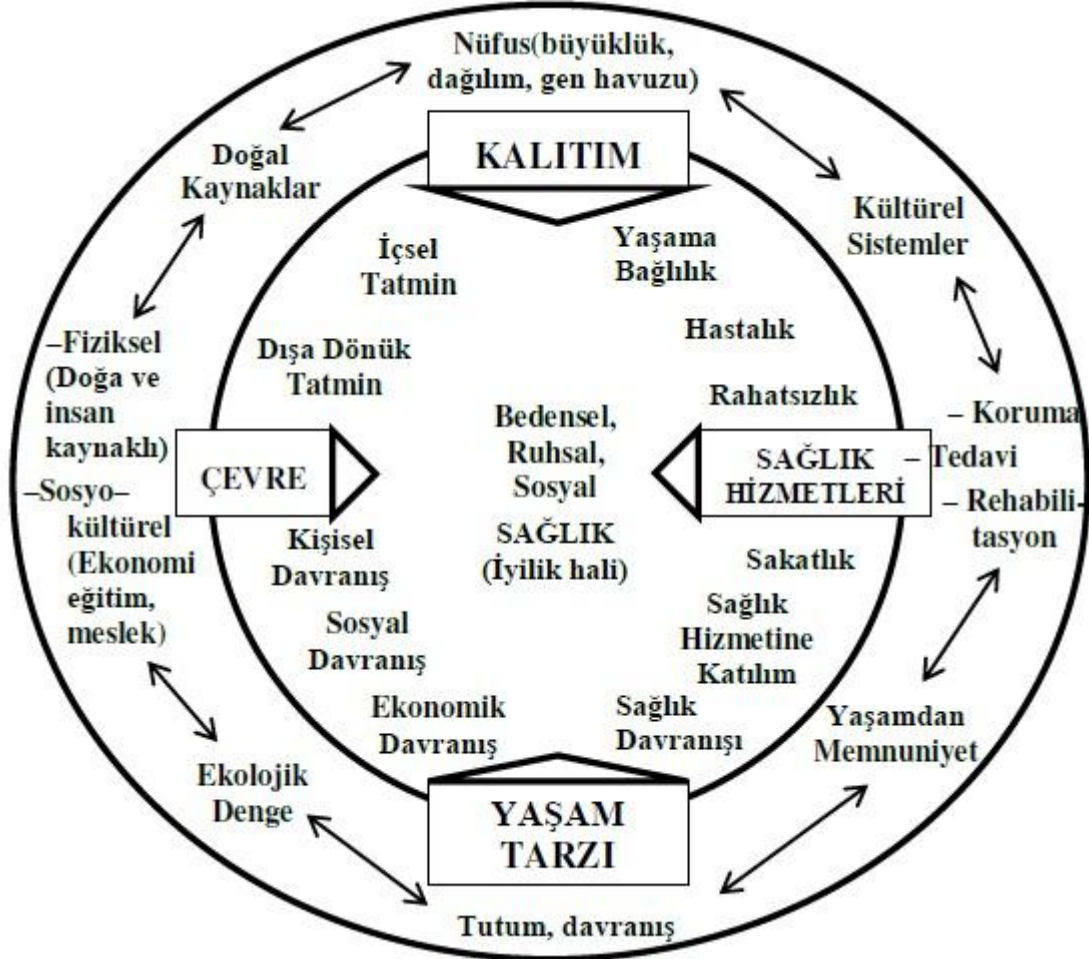 Nüfus(büyüklük,
dağılım, gen havuzu)
KALITIM
Doğal
Kaynaklar
Kültürel
Sistemler
İçsel
Tatmin
Yaşama
Bağlılık
Hastalık
Dışa Dönük
Tatmin
–Fiziksel
(Doğa ve
insan
kaynaklı)
Rahatsızlık
Bedensel,
Ruhsal,
Sosyal
SAĞLIK
(İyilik hali)
– Koruma
– Tedavi
– Rehabili-
tasyon
ÇEVRE
SAĞLIK
HİZMETLERİ
–Sosyo–
kültürel
(Ekonomi
eğitim,
meslek)
Kişisel
Davranış
Sakatlık
Sosyal
Davranış
Sağlık
Hizmetine
Katılım
Ekonomik
Davranış
Sağlık
Davranışı
Yaşamdan
Memnuniyet
Ekolojik
Denge
YAŞAM
TARZI
Tutum, davranış